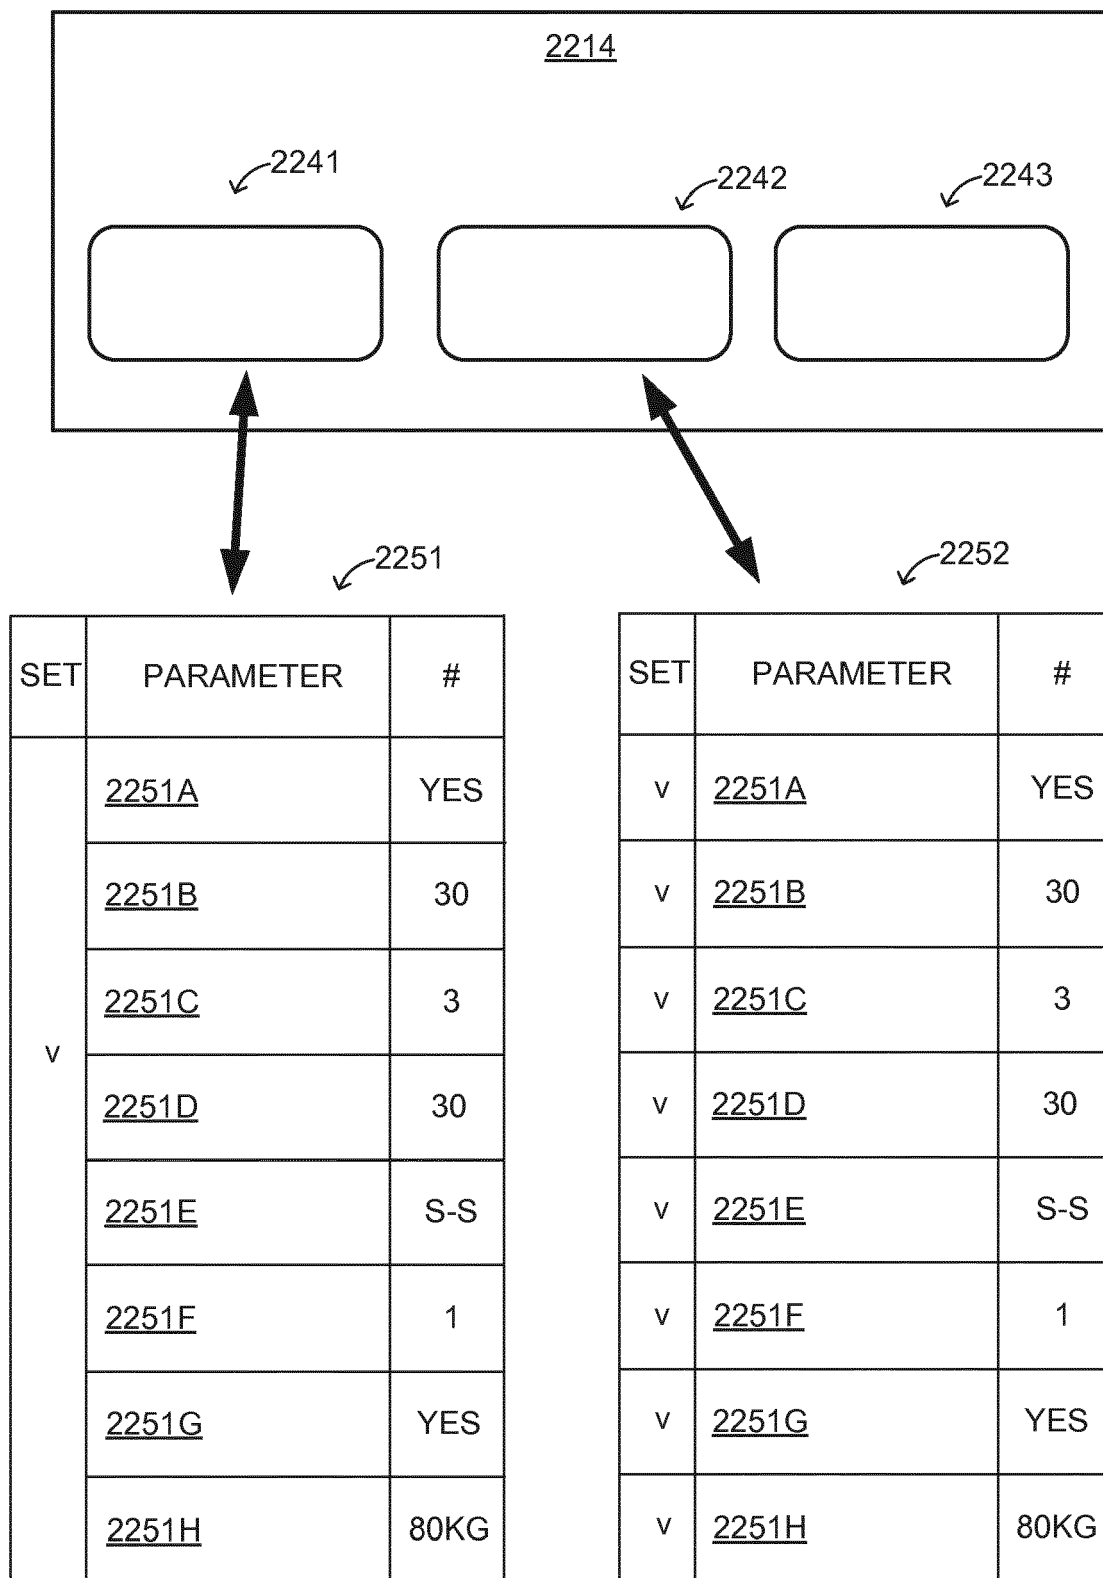 2214
2241
2242
2243
2251
2252
SET PARAMETER #
2251A YES
2251B 30
2251C 3
v
2251D 30
2251E S-S
2251F 1
2251G YES
2251H 80KG
SET PARAMETER #
v 2251A YES
v 2251B 30
v 2251C 3
v 2251D 30
v 2251E S-S
v 2251F 1
v 2251G YES
v 2251H 80KG